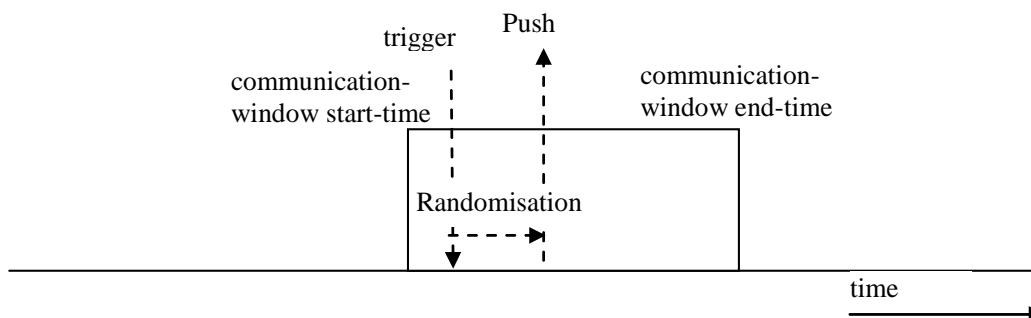 Push
trigger
communication-
window start-time
communication-
window end-time
Randomisation
time